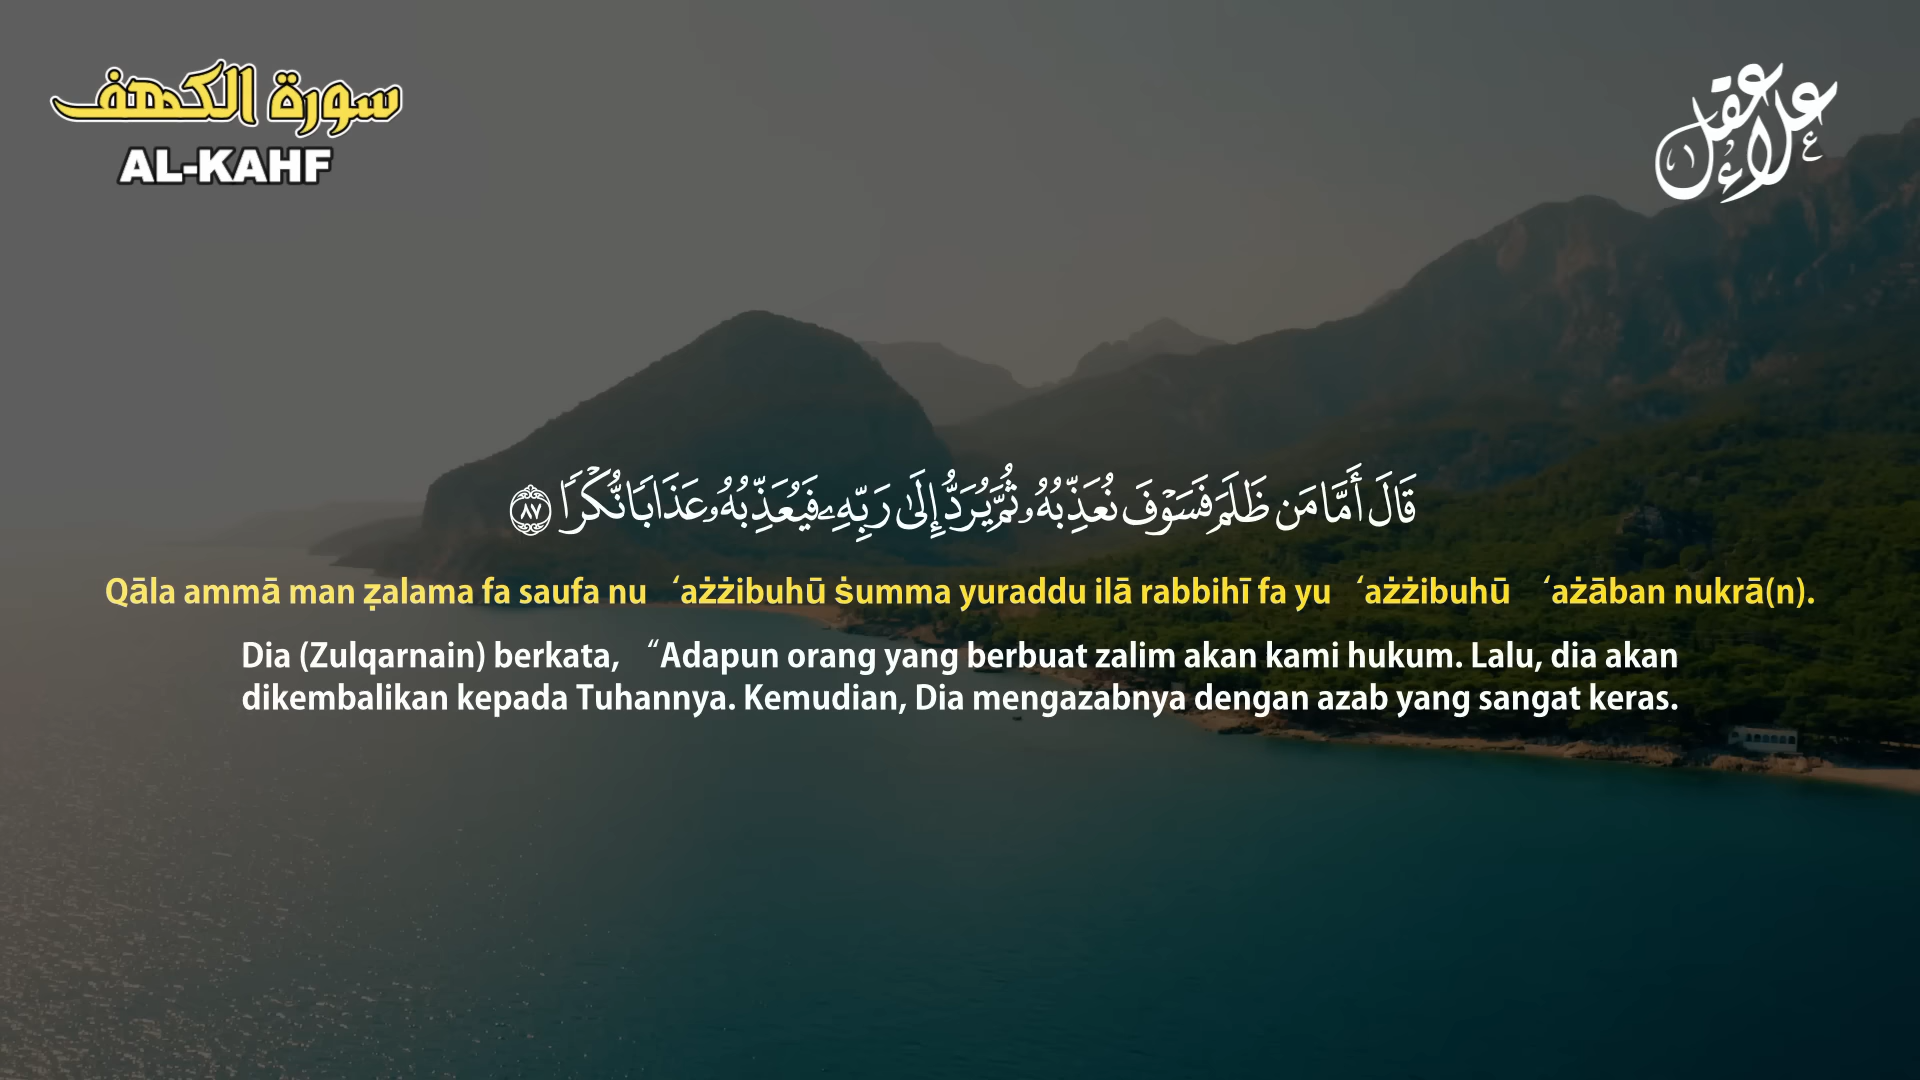 سورة الكهف
AL-KAHF
علاء عقل
قَالَ أَمَّا مَن ظَلَمَ فَسَوْفَ نُعَذِّبُهُۥ ثُمَّ يُرَدُّ إِلَىٰ رَبِّهِۦ فَيُعَذِّبُهُۥ عَذَابًا نُّكْرًا ٨٧
Qāla ammā man ẓalama fa saufa nu ‘ażżibuhū ṡumma yuraddu ilā rabbihī fa yu ‘ażżibuhū ‘ażāban nukrā(n).
Dia (Zulqarnain) berkata, “Adapun orang yang berbuat zalim akan kami hukum. Lalu, dia akan
dikembalikan kepada Tuhannya. Kemudian, Dia mengazabnya dengan azab yang sangat keras.